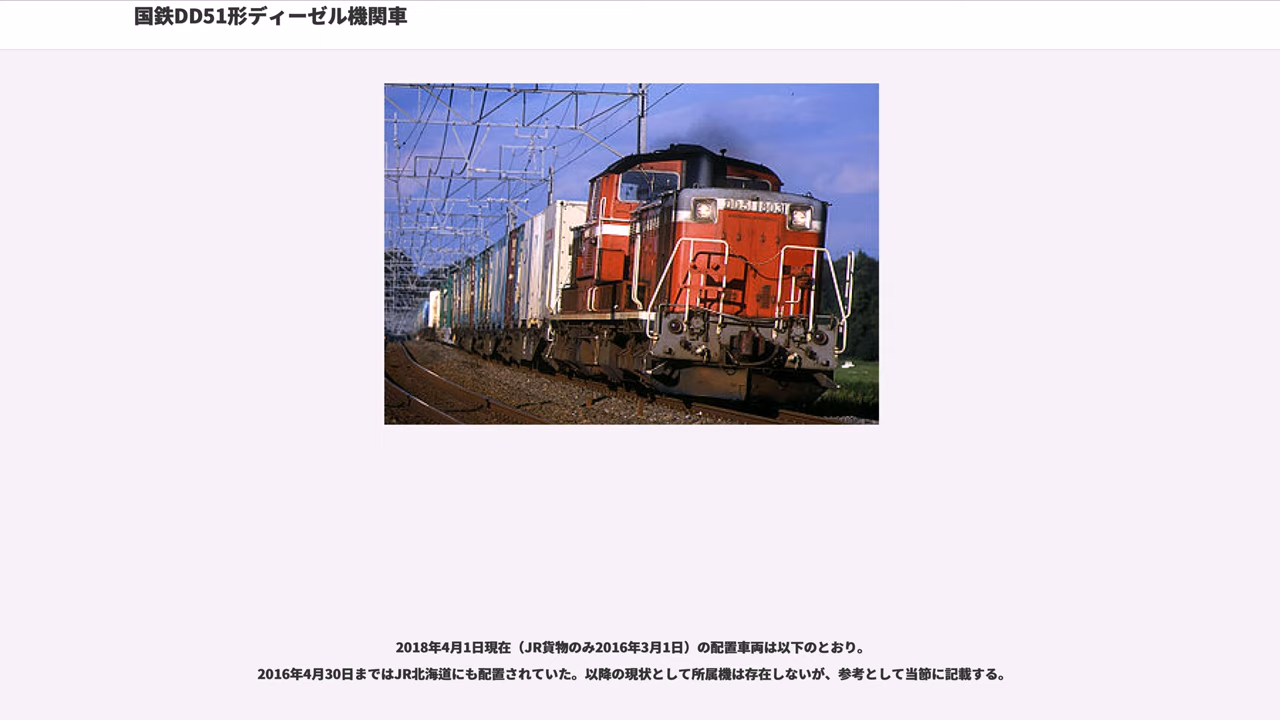 国鉄DD51形ディーゼル機関車
DD51 1803
2018年4月1日現在（JR貨物のみ2016年3月1日）の配置車両は以下のとおり。
2016年4月30日まではJR北海道にも配置されていた。以降の現状として所属機は存在しないが、参考として当節に記載する。